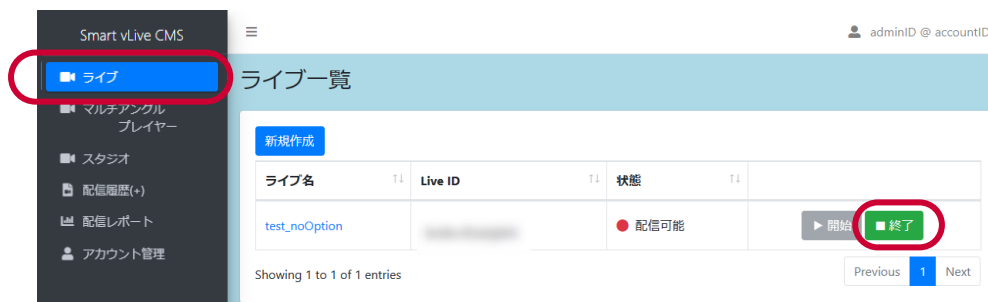 Smart vLive CMS
adminID @ accountID
ライブ
マルチアングル
プレイヤー
スタジオ
配信履歴(+)
配信レポート
アカウント管理
ライブ一覧
新規作成
ライブ名 Live ID 状態
test_noOption 配信可能 開始 終了
Showing 1 to 1 of 1 entries
Previous 1 Next